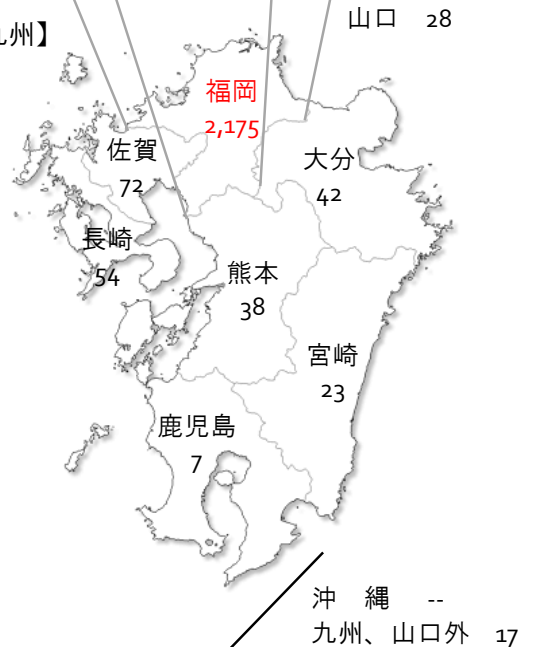 山口 28
州】
福岡
2,175
佐賀
72
大分
42
長崎
54
熊本
38
宮崎
23
鹿児島
7
沖 縄 --
九州、山口外 17